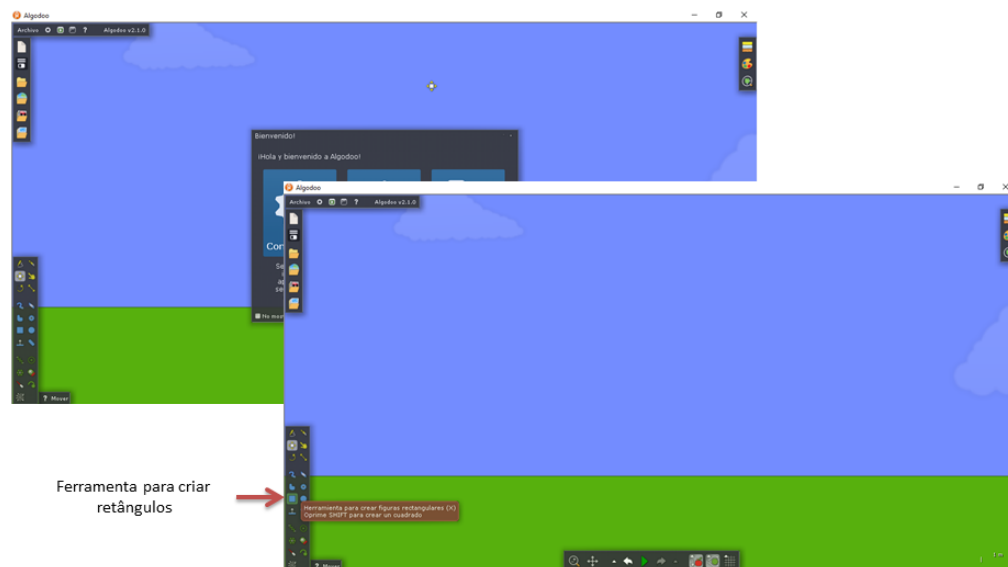 Algodoo
Archivo ? Algodoo v2.1.0
Bienvenido!
¡Hola y bienvenido a Algodoo!
Algodoo
Archivo ? Algodoo v2.1.0
? Mover
Ferramenta para criar
retângulos
Herramienta para crear figuras rectangulares (X)
Oprime SHIFT para crear un cuadrado
? Mover